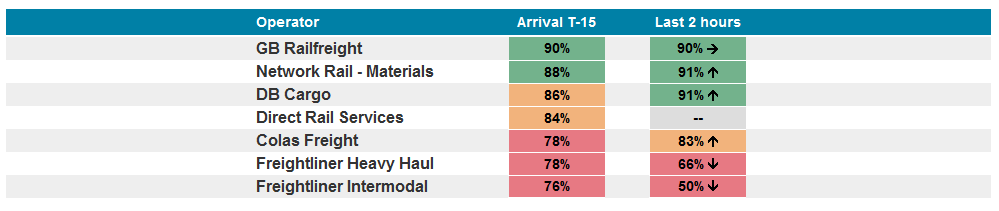 Operator Arrival T-15 Last 2 hours
GB Railfreight 90% 90% →
Network Rail - Materials 88% 91% ↑
DB Cargo 86% 91% ↑
Direct Rail Services 84% --
Colas Freight 78% 83% ↑
Freightliner Heavy Haul 78% 66% ↓
Freightliner Intermodal 76% 50% ↓